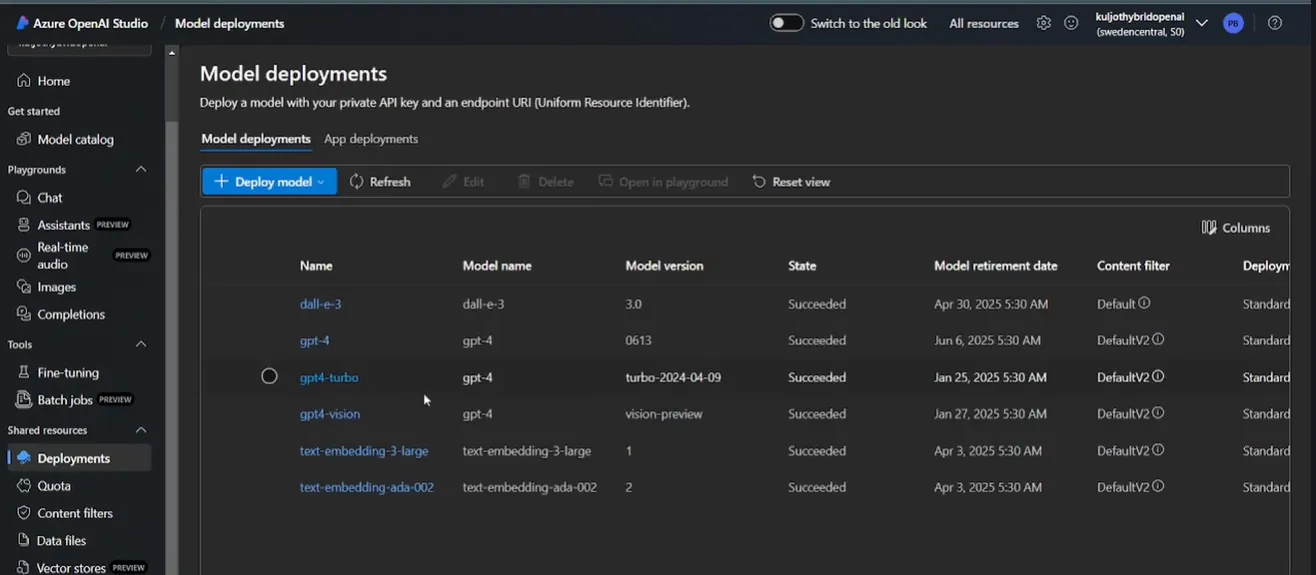 Azure OpenAI Studio / Model deployments
Switch to the old look
All resources
kuljothybridopenai
(swedencentral, S0)
PB
kuljothybridopenai
Home
Get started
Model catalog
Playgrounds
Chat
Assistants PREVIEW
Real-time audio PREVIEW
Images
Completions
Tools
Fine-tuning
Batch jobs PREVIEW
Shared resources
Deployments
Quota
Content filters
Data files
Vector stores PREVIEW
Model deployments
Deploy a model with your private API key and an endpoint URI (Uniform Resource Identifier).
Model deployments App deployments
+ Deploy model Refresh Edit Delete Open in playground Reset view
Columns
Name Model name Model version State Model retirement date Content filter Deploym
dall-e-3 dall-e-3 3.0 Succeeded Apr 30, 2025 5:30 AM Default Standard
gpt-4 gpt-4 0613 Succeeded Jun 6, 2025 5:30 AM DefaultV2 Standard
gpt4-turbo gpt-4 turbo-2024-04-09 Succeeded Jan 25, 2025 5:30 AM DefaultV2 Standard
gpt4-vision gpt-4 vision-preview Succeeded Jan 27, 2025 5:30 AM DefaultV2 Standard
text-embedding-3-large text-embedding-3-large 1 Succeeded Apr 3, 2025 5:30 AM DefaultV2 Standard
text-embedding-ada-002 text-embedding-ada-002 2 Succeeded Apr 3, 2025 5:30 AM DefaultV2 Standard